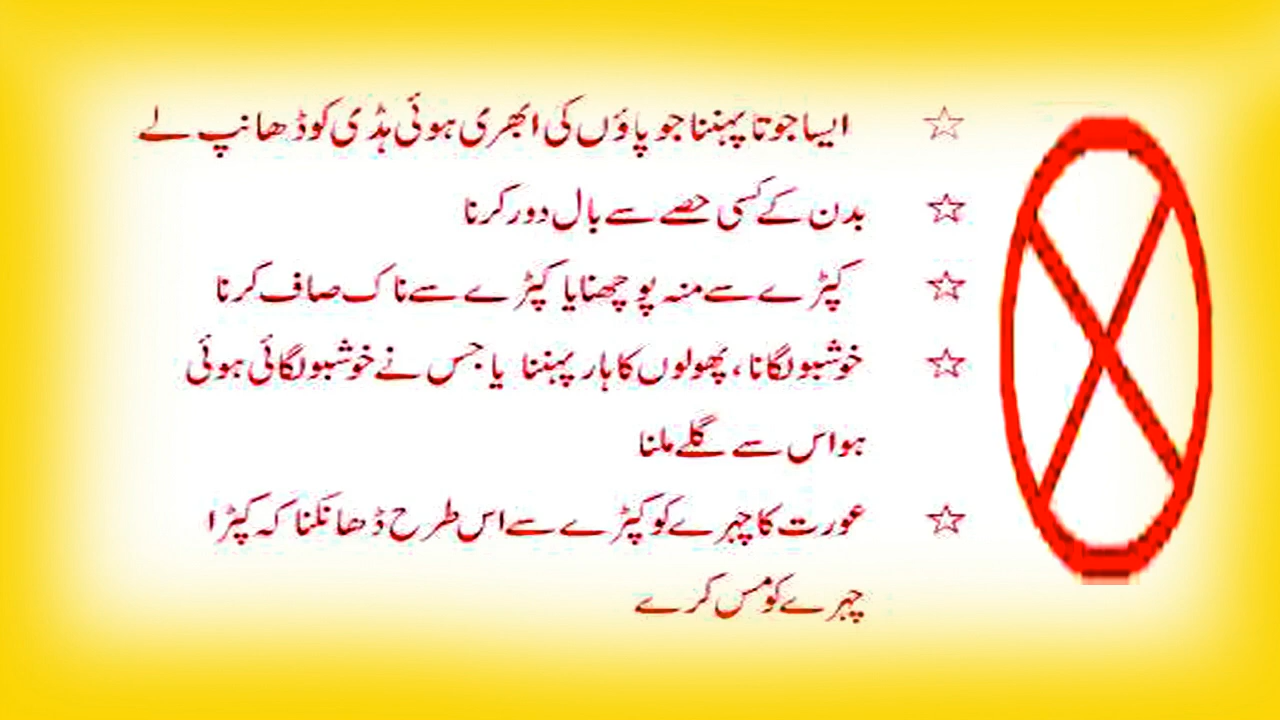 ☆ ایسا جوتا پہننا جو پاؤں کی ابھری ہوئی ہڈی کو ڈھانپ لے
☆ بدن کے کسی حصے سے بال دور کرنا
☆ کپڑے سے منہ پوچھنا یا کپڑے سے ناک صاف کرنا
☆ خوشبو لگانا، پھولوں کا ہار پہننا یا جس نے خوشبو لگائی ہوئی
ہو اس سے گلے ملنا
☆ عورت کا چہرے کو کپڑے سے اس طرح ڈھانکنا کہ کپڑا
چہرے کو مس کرے